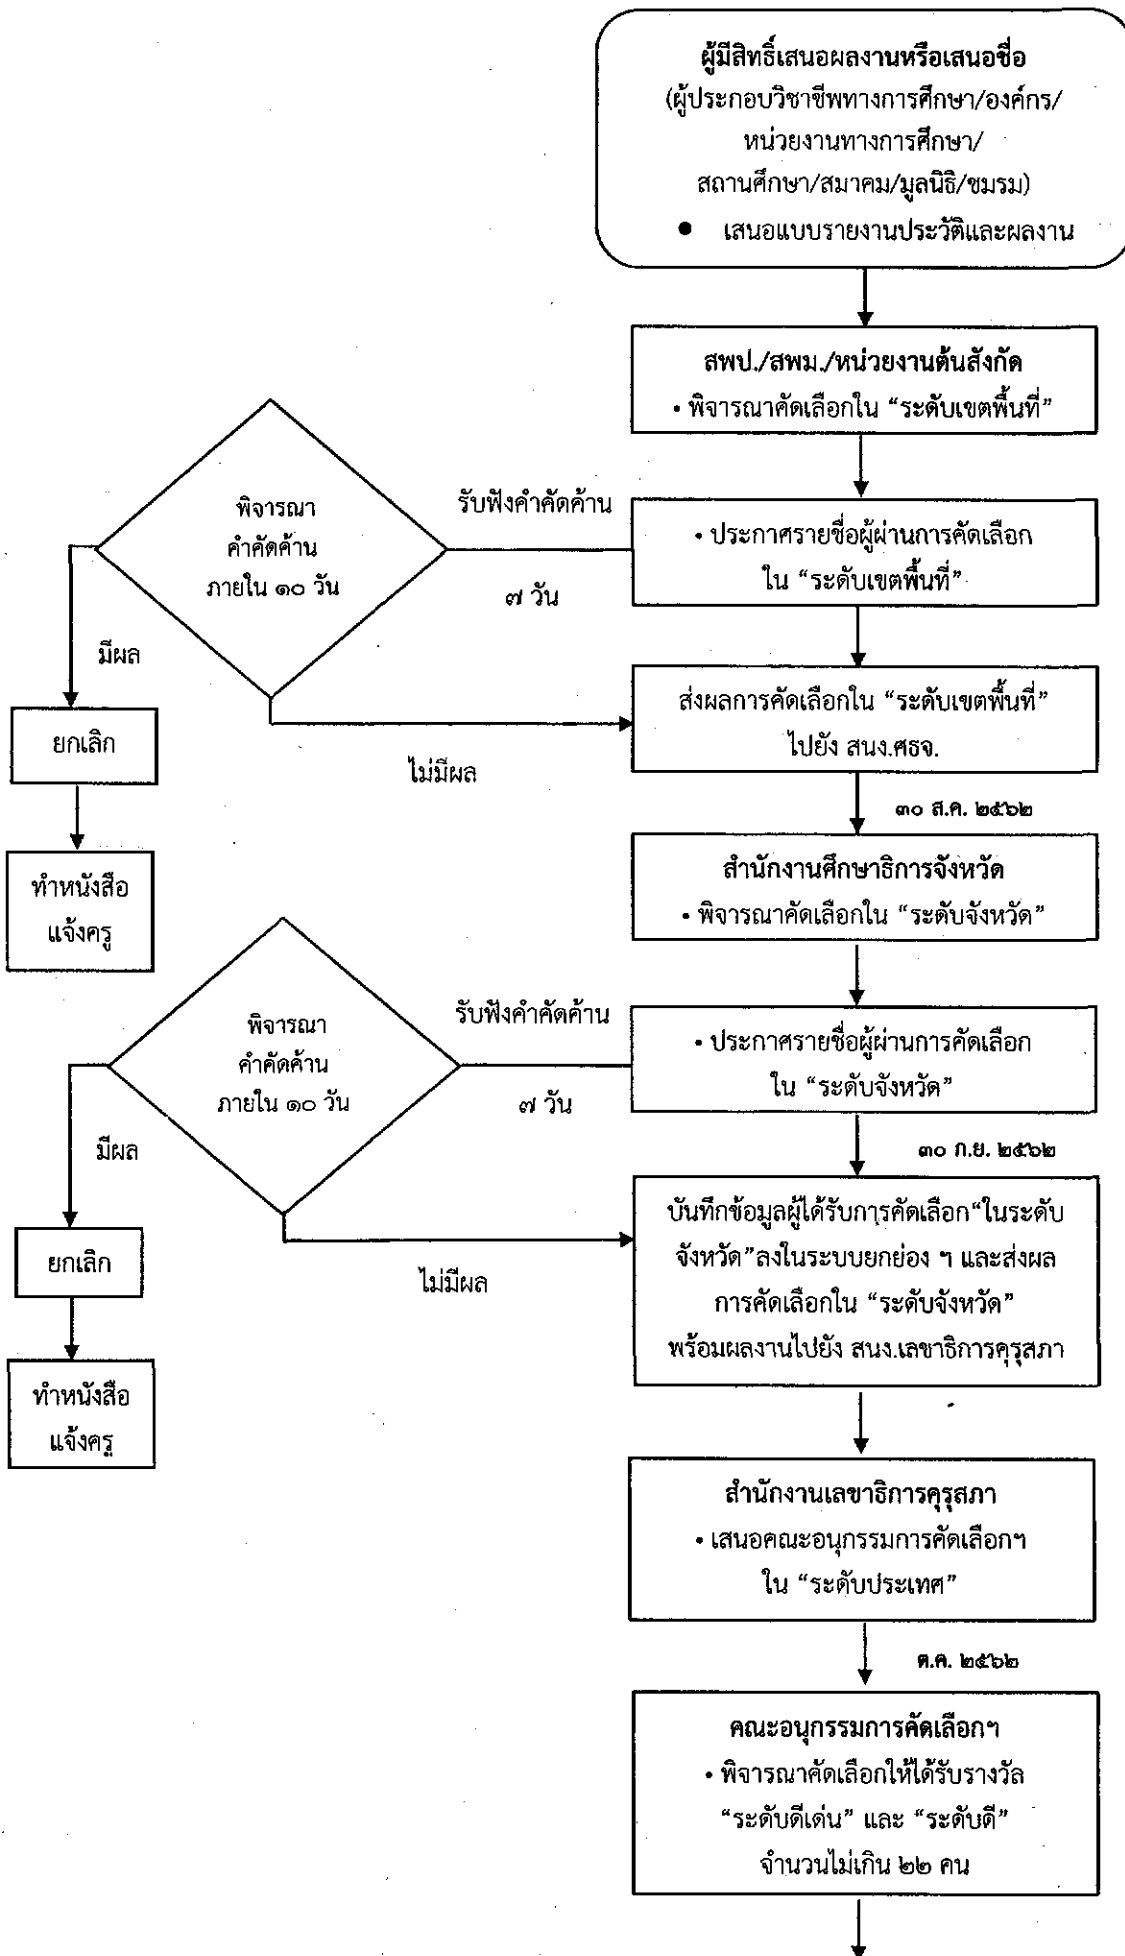 ผู้มีสิทธิ์เสนอผลงานหรือเสนอชื่อ
(ผู้ประกอบวิชาชีพทางการศึกษา/องค์กร/
หน่วยงานทางการศึกษา/
สถานศึกษา/สมาคม/มูลนิธิ/ชมรม)
● เสนอแบบรายงานประวัติและผลงาน
สพป./สพม./หน่วยงานต้นสังกัด
• พิจารณาคัดเลือกใน “ระดับเขตพื้นที่”
พิจารณา
คำคัดค้าน
ภายใน ๑๐ วัน
รับฟังคำคัดค้าน
๗ วัน
• ประกาศรายชื่อผู้ผ่านการคัดเลือก
ใน “ระดับเขตพื้นที่”
มีผล
ยกเลิก
ไม่มีผล
ส่งผลการคัดเลือกใน “ระดับเขตพื้นที่”
ไปยัง สนง.ศธจ.
๓๐ ส.ค. ๒๕๖๒
ทำหนังสือ
แจ้งครู
สำนักงานศึกษาธิการจังหวัด
• พิจารณาคัดเลือกใน “ระดับจังหวัด”
พิจารณา
คำคัดค้าน
ภายใน ๑๐ วัน
รับฟังคำคัดค้าน
๗ วัน
• ประกาศรายชื่อผู้ผ่านการคัดเลือก
ใน “ระดับจังหวัด”
๓๐ ก.ย. ๒๕๖๒
มีผล
ยกเลิก
ไม่มีผล
บันทึกข้อมูลผู้ได้รับการคัดเลือก“ในระดับ
จังหวัด”ลงในระบบยกย่อง ฯ และส่งผล
การคัดเลือกใน “ระดับจังหวัด”
พร้อมผลงานไปยัง สนง.เลขาธิการคุรุสภา
ทำหนังสือ
แจ้งครู
สำนักงานเลขาธิการคุรุสภา
• เสนอคณะอนุกรรมการคัดเลือกฯ
ใน “ระดับประเทศ”
ต.ค. ๒๕๖๒
คณะอนุกรรมการคัดเลือกฯ
• พิจารณาคัดเลือกให้ได้รับรางวัล
“ระดับดีเด่น” และ “ระดับดี”
จำนวนไม่เกิน ๒๒ คน